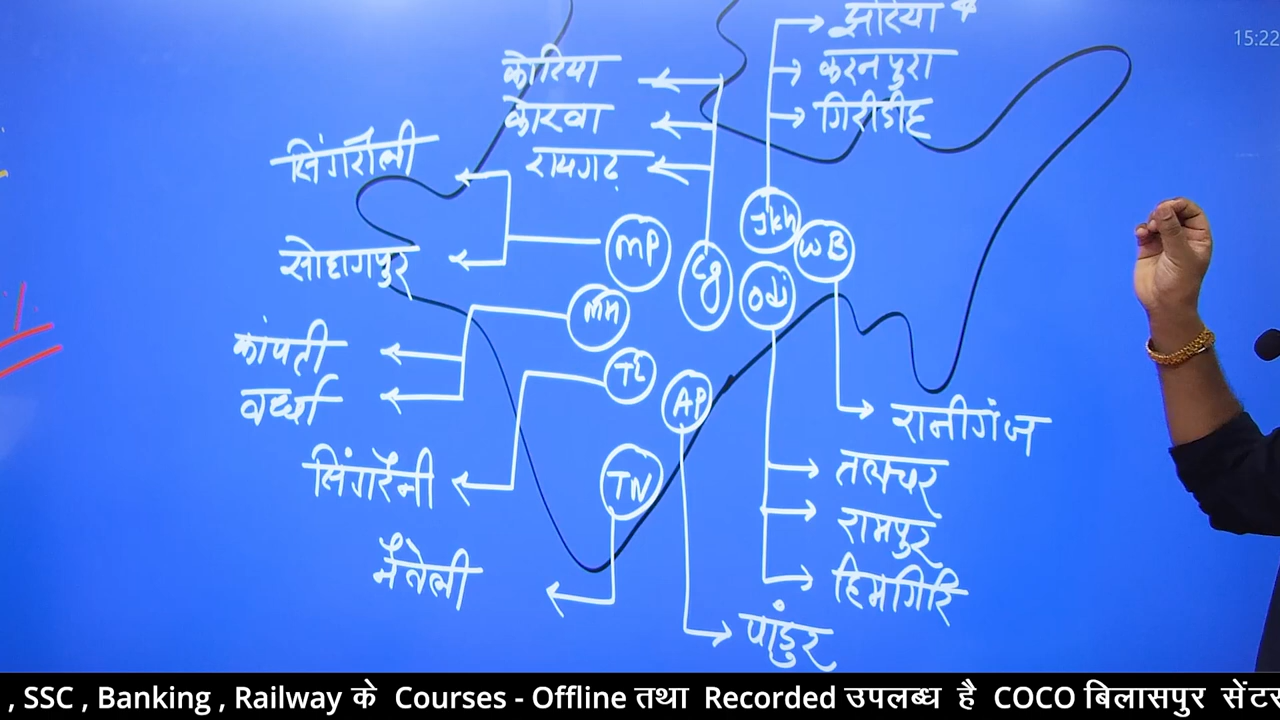 झरिया *
15:22
कोरिया
करनपुरा
कोरवा
गिरीडीह
सिंगरौली
रायगढ़
Jkh
MP
WB
सोहागपुर
Cg
Odi
MH
कांपटी
TL
वर्धा
AP
रानीगंज
सिंगरैनी
TN
तलचर
रामपुर
नैवेली
हिमगिरि
पांडुर
, SSC , Banking , Railway के Courses - Offline तथा Recorded उपलब्ध है COCO बिलासपुर सेंटर